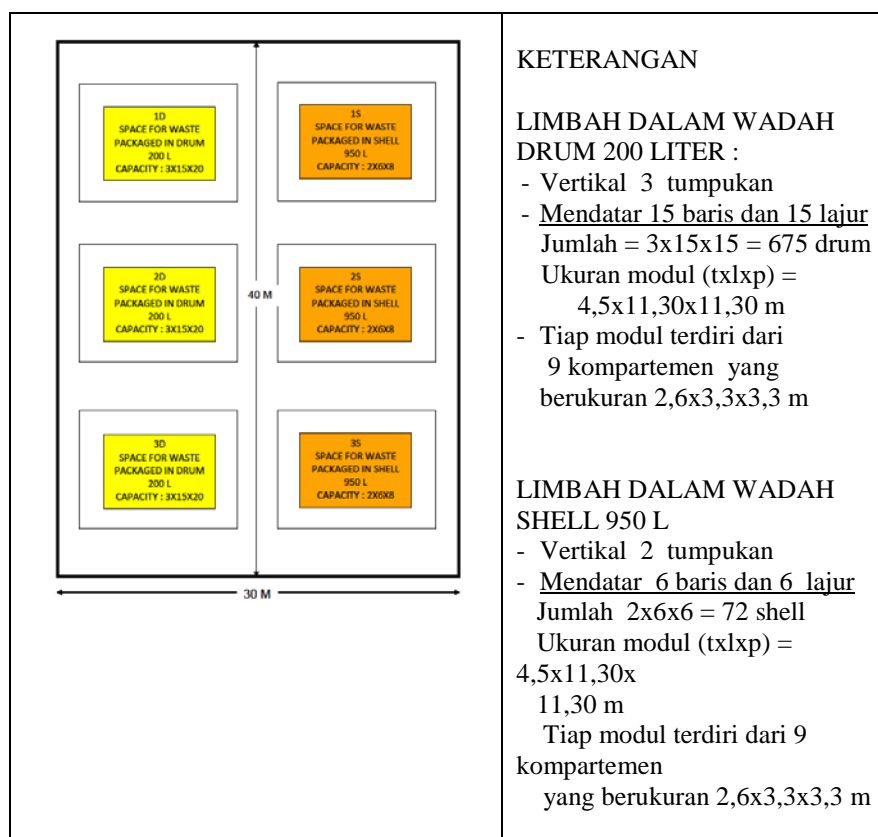 1D
SPACE FOR WASTE
PACKAGED IN DRUM
200 L
CAPACITY : 3X15X20
1S
SPACE FOR WASTE
PACKAGED IN SHELL
950 L
CAPACITY : 2X6X8
2D
SPACE FOR WASTE
PACKAGED IN DRUM
200 L
CAPACITY : 3X15X20
40 M
2S
SPACE FOR WASTE
PACKAGED IN SHELL
950 L
CAPACITY : 2X6X8
3D
SPACE FOR WASTE
PACKAGED IN DRUM
200 L
CAPACITY : 3X15X20
3S
SPACE FOR WASTE
PACKAGED IN SHELL
950 L
CAPACITY : 2X6X8
30 M
KETERANGAN
LIMBAH DALAM WADAH
DRUM 200 LITER :
- Vertikal 3 tumpukan
- Mendatar 15 baris dan 15 lajur
Jumlah = 3x15x15 = 675 drum
Ukuran modul (txlxp) =
4,5x11,30x11,30 m
- Tiap modul terdiri dari
9 kompartemen yang
berukuran 2,6x3,3x3,3 m
LIMBAH DALAM WADAH
SHELL 950 L
- Vertikal 2 tumpukan
- Mendatar 6 baris dan 6 lajur
Jumlah 2x6x6 = 72 shell
Ukuran modul (txlxp) =
4,5x11,30x
11,30 m
Tiap modul terdiri dari 9
kompartemen
yang berukuran 2,6x3,3x3,3 m